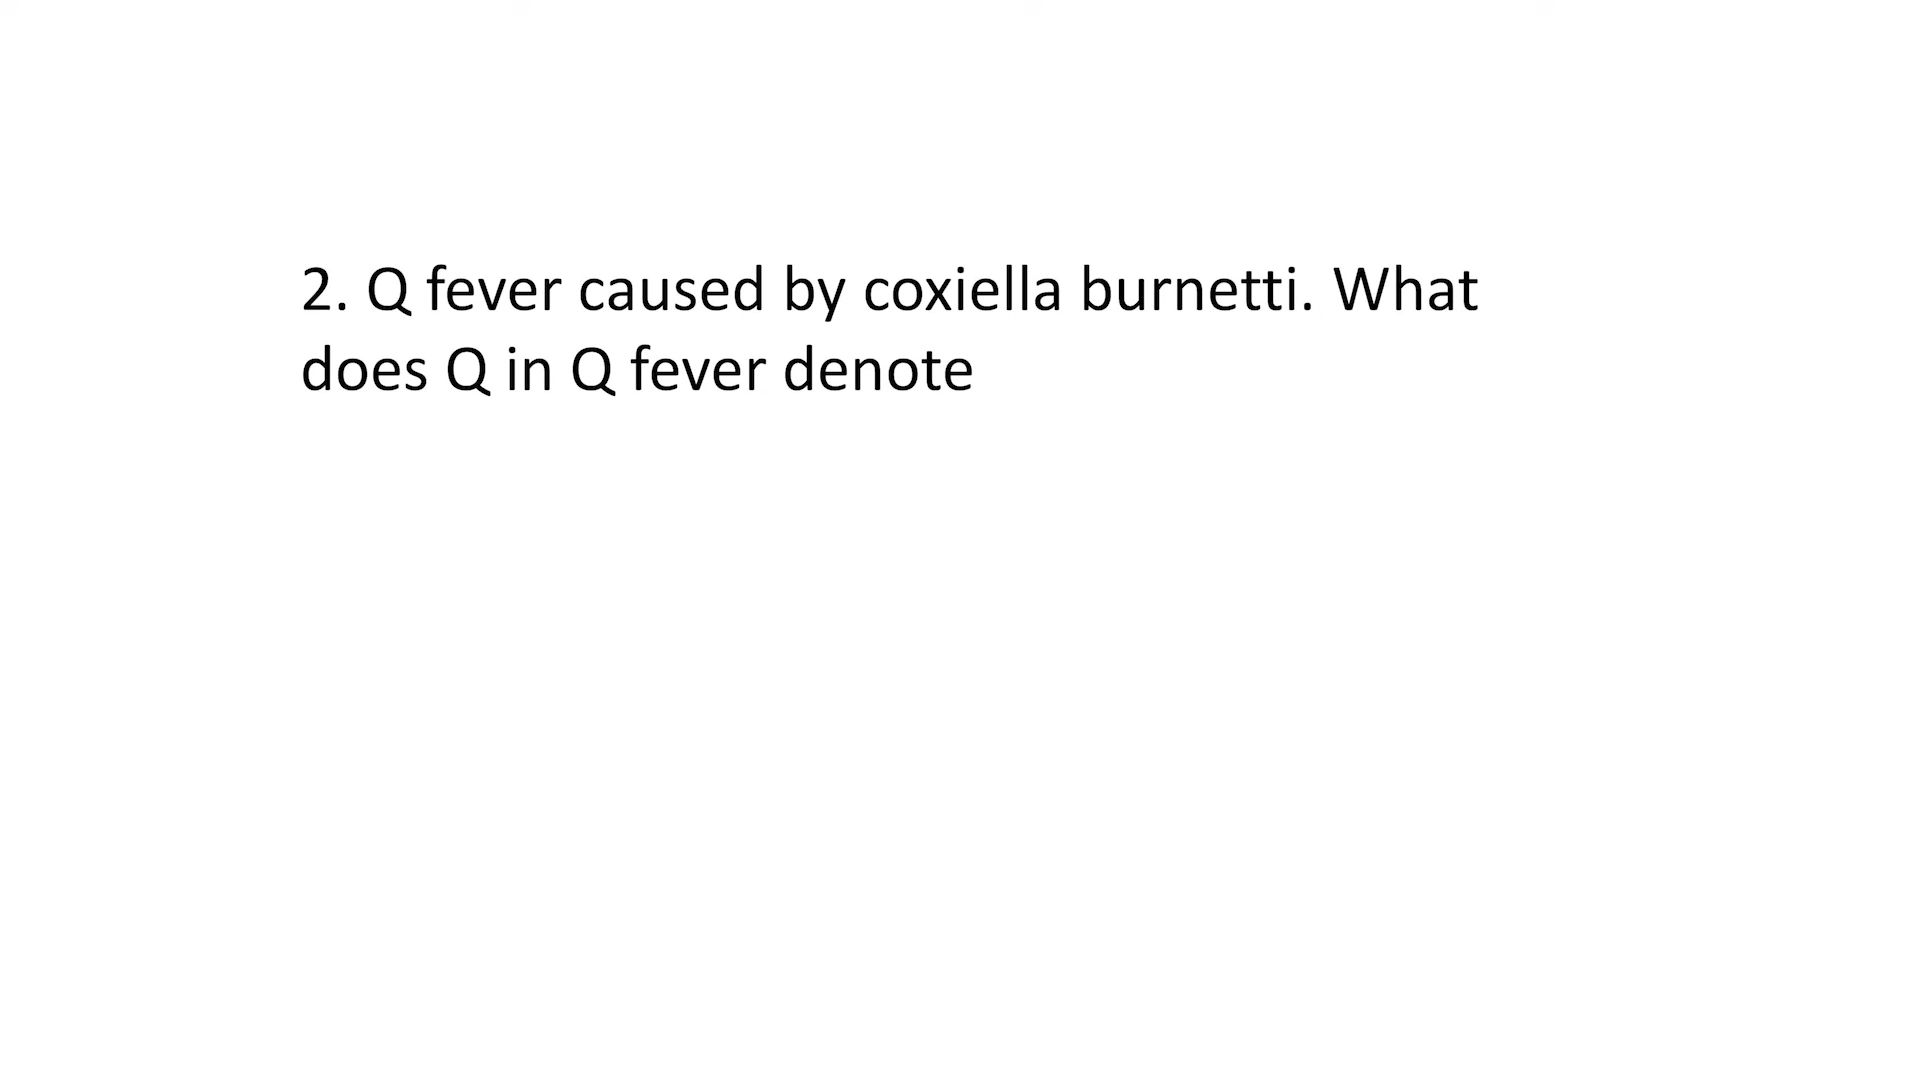 2. Q fever caused by coxiella burnetti. What
does Q in Q fever denote